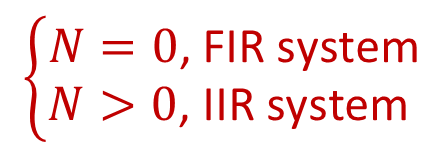 N = 0, FIR system
N > 0, IIR system